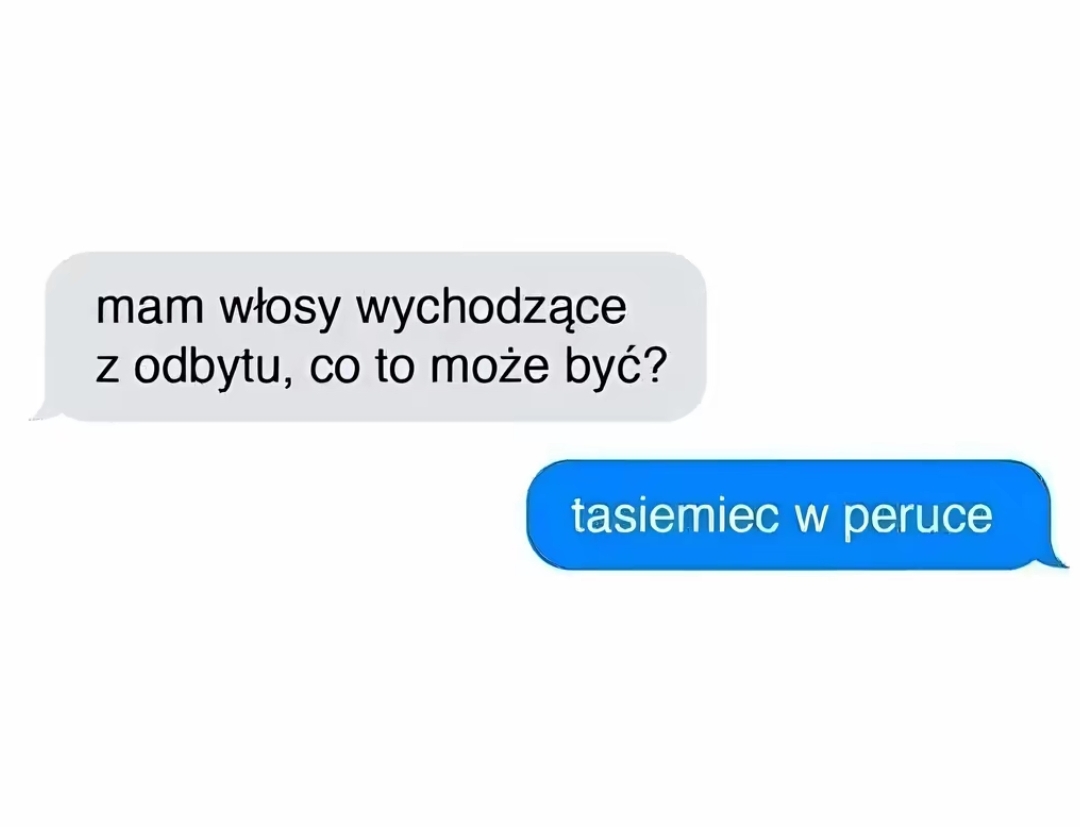 mam włosy wychodzące
z odbytu, co to może być?
tasiemiec w peruce